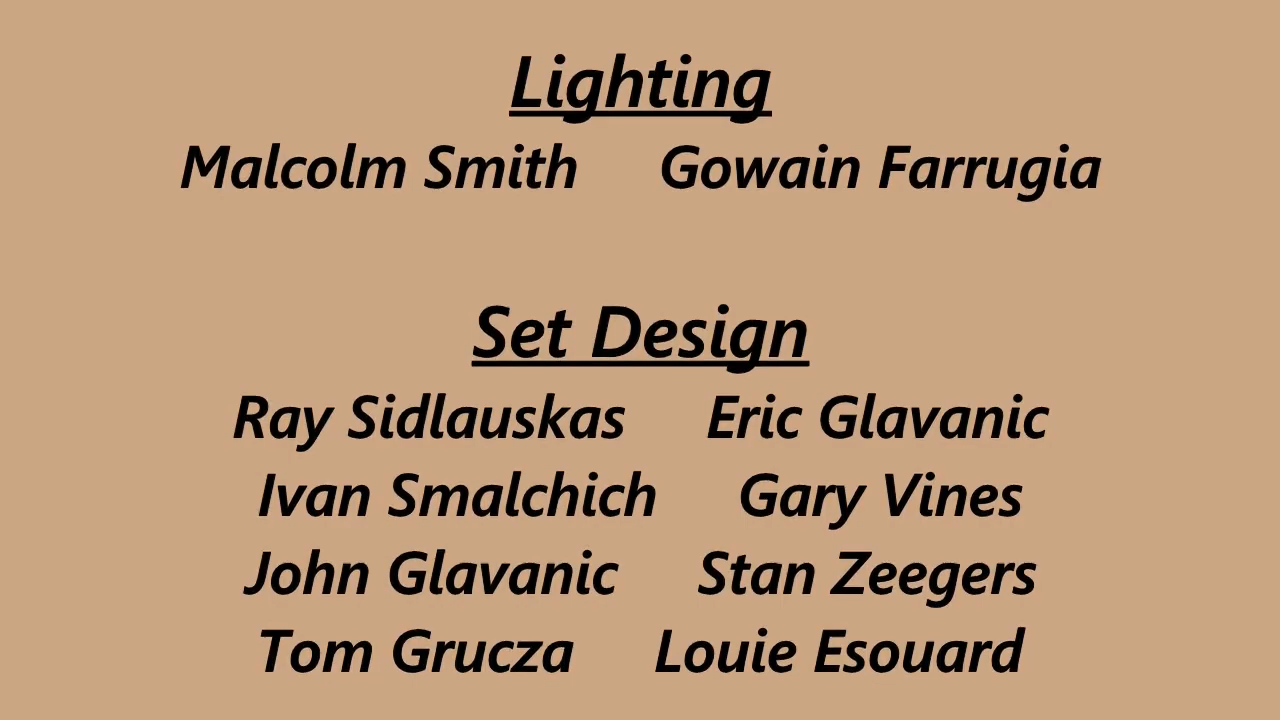 Lighting
Malcolm Smith Gowain Farrugia
Set Design
Ray Sidlauskas Eric Glavanic
Ivan Smalchich Gary Vines
John Glavanic Stan Zeegers
Tom Grucza Louie Esouard